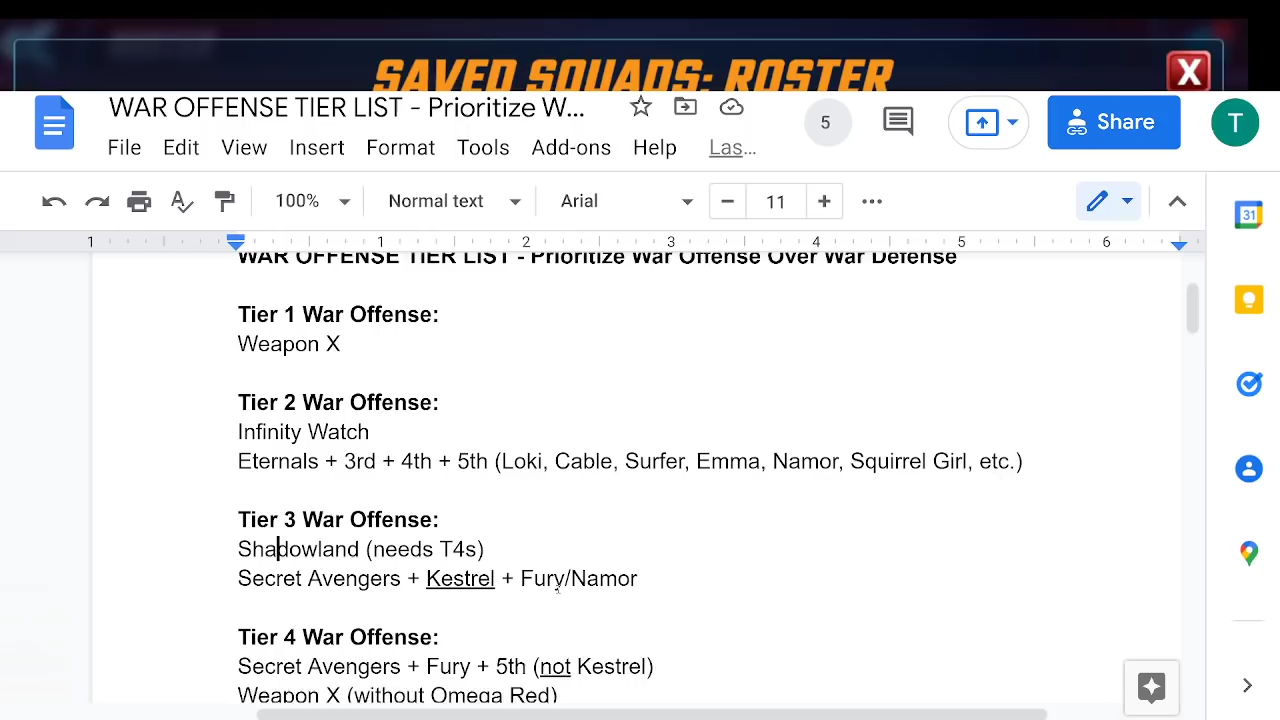 SAVED SQUADS: ROSTER
X
WAR OFFENSE TIER LIST - Prioritize W...
5
Share
T
File Edit View Insert Format Tools Add-ons Help Las...
100% Normal text Arial 11
1 1 2 3 4 5 6
31
WAR OFFENSE TIER LIST - Prioritize War Offense Over War Defense
Tier 1 War Offense:
Weapon X
Tier 2 War Offense:
Infinity Watch
Eternals + 3rd + 4th + 5th (Loki, Cable, Surfer, Emma, Namor, Squirrel Girl, etc.)
Tier 3 War Offense:
Shadowland (needs T4s)
Secret Avengers + Kestrel + Fury/Namor
Tier 4 War Offense:
Secret Avengers + Fury + 5th (not Kestrel)
Weapon X (without Omega Red)